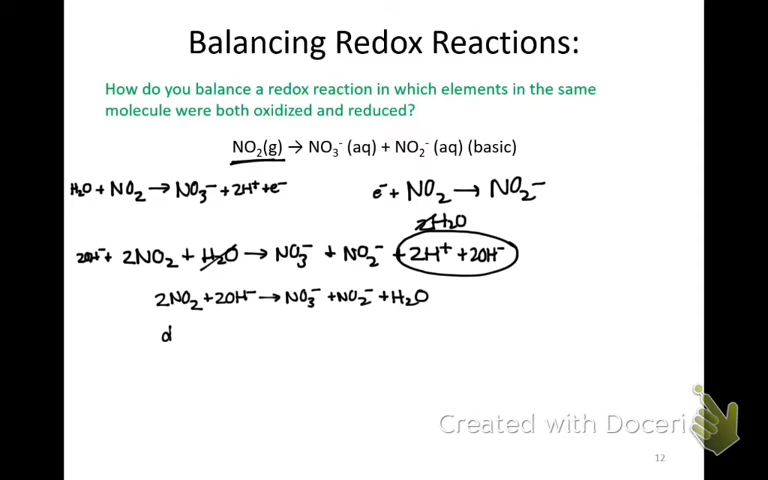 Balancing Redox Reactions:
How do you balance a redox reaction in which elements in the same
molecule were both oxidized and reduced?
NO₂(g) → NO₃⁻ (aq) + NO₂⁻ (aq) (basic)
H₂O + NO₂ → NO₃⁻ + 2H⁺ + e⁻
e⁻ + NO₂ → NO₂⁻
2H₂O
2OH⁻ + 2NO₂ + H₂O → NO₃⁻ + NO₂⁻ + 2H⁺ + 2OH⁻
2NO₂ + 2OH⁻ → NO₃⁻ + NO₂⁻ + H₂O
d
Created with Doceri
12